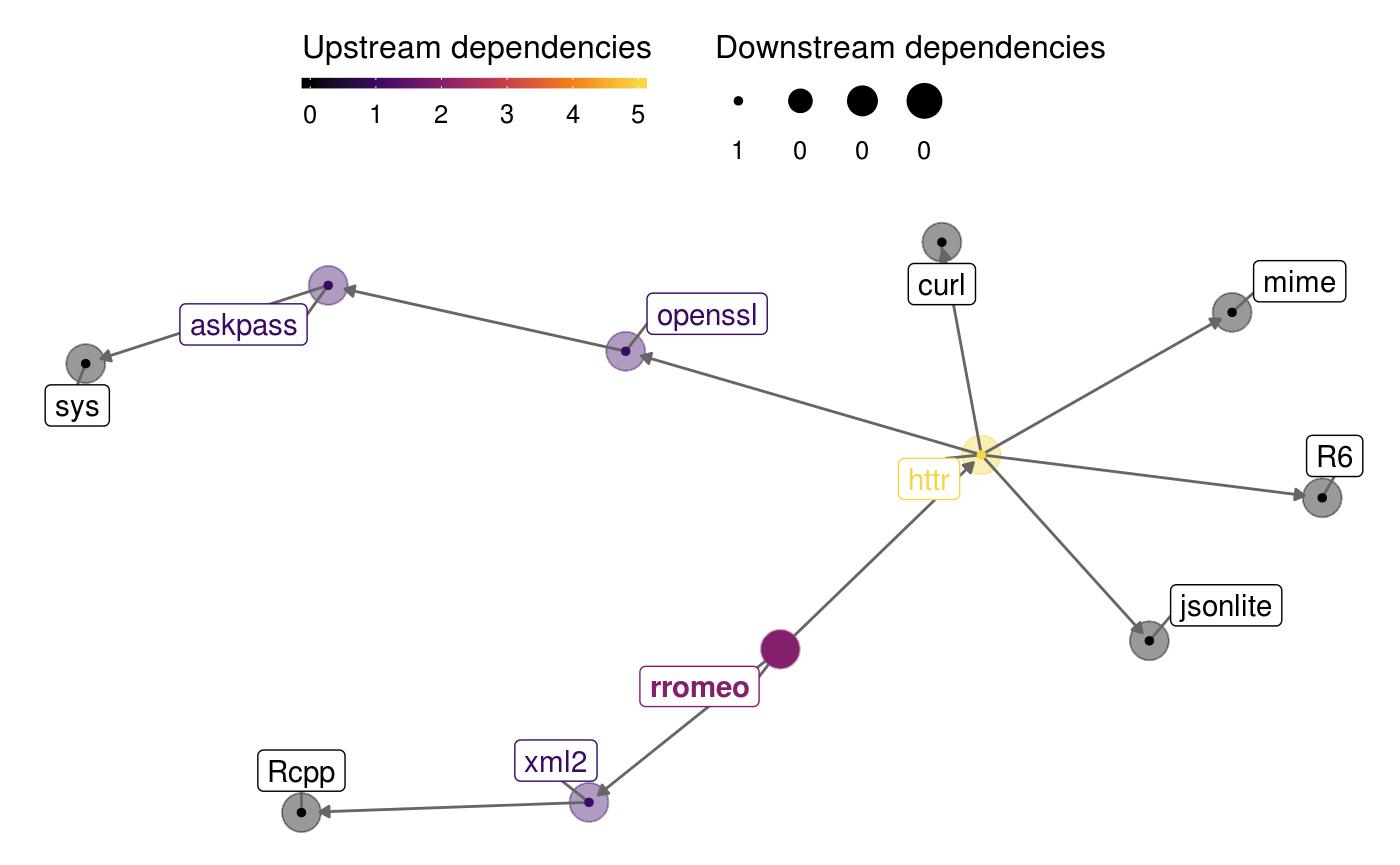 Upstream dependencies
0 1 2 3 4 5
Downstream dependencies
1 0 0 0
curl
mime
openssl
askpass
sys
R6
httr
jsonlite
rromeo
xml2
Rcpp